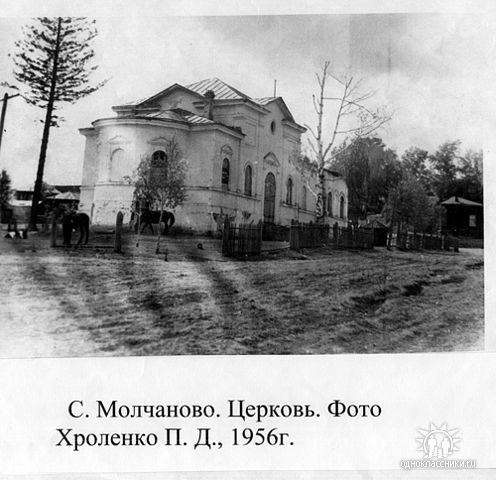 С. Молчаново. Церковь. Фото
Хроленко П. Д., 1956г.
одноклассники.ru